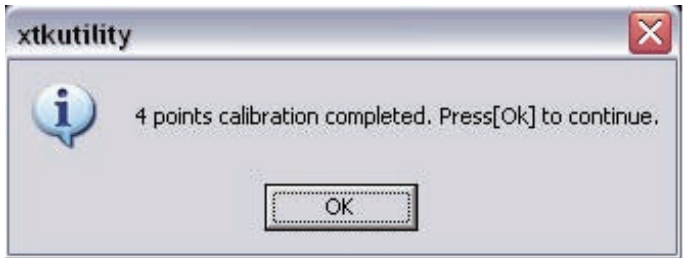 xtkutility
4 points calibration completed. Press[Ok] to continue.
OK